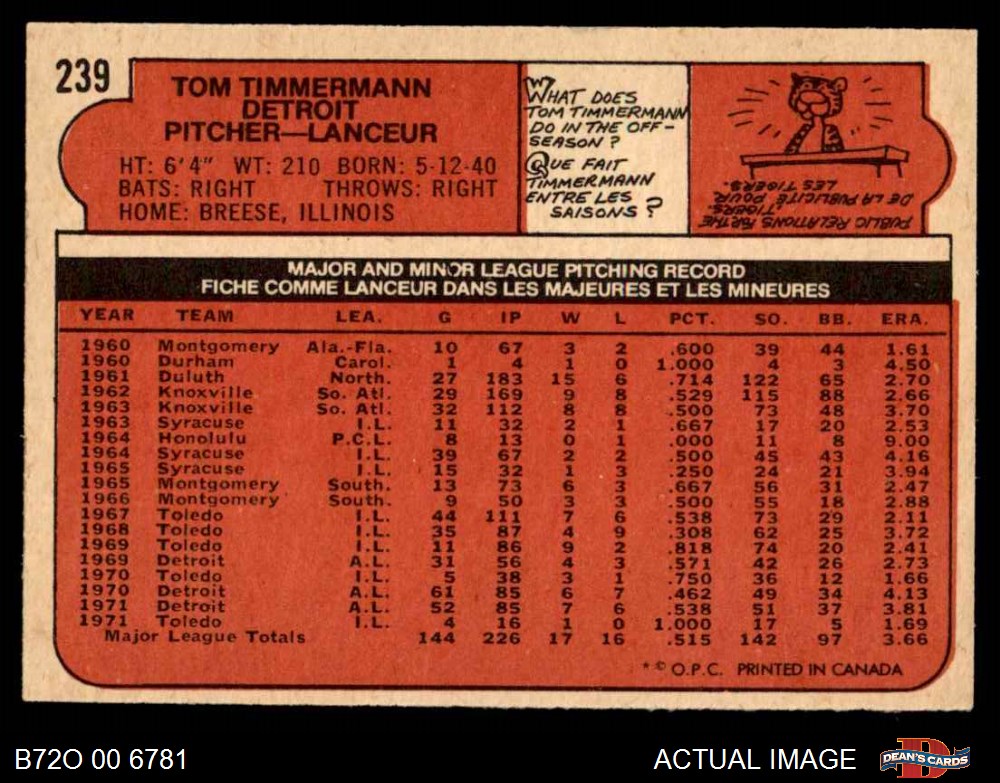 239
TOM TIMMERMANN
DETROIT
PITCHER—LANCEUR
HT: 6'4" WT: 210 BORN: 5-12-40
BATS: RIGHT THROWS: RIGHT
HOME: BREESE, ILLINOIS
WHAT DOES
TOM TIMMERMANN
DO IN THE OFF-
SEASON?
QUE FAIT
TIMMERMANN
ENTRE LES
SAISONS?
PUBLIC RELATIONS FOR THE
TIGERS.
DE LA PUBLICITÉ POUR
LES TIGERS.
MAJOR AND MINOR LEAGUE PITCHING RECORD
FICHE COMME LANCEUR DANS LES MAJEURES ET LES MINEURES
YEAR TEAM LEA. G IP W L PCT. SO. BB. ERA.
1960 Montgomery Ala.-Fla. 10 67 3 2 .600 39 44 1.61
1960 Durham Carol. 1 4 1 0 1.000 4 3 4.50
1961 Duluth North. 27 183 15 6 .714 122 65 2.70
1962 Knoxville So. Atl. 29 169 9 8 .529 115 88 2.66
1963 Knoxville So. Atl. 32 112 8 8 .500 73 48 3.70
1963 Syracuse I.L. 11 32 2 1 .667 17 20 2.53
1964 Honolulu P.C.L. 8 13 0 1 .000 11 8 9.00
1964 Syracuse I.L. 39 67 2 2 .500 45 43 4.16
1965 Syracuse I.L. 15 32 1 3 .250 24 21 3.94
1965 Montgomery South. 13 73 6 3 .667 56 31 2.47
1966 Montgomery South. 9 50 3 3 .500 55 18 2.88
1967 Toledo I.L. 44 111 7 6 .538 73 29 2.11
1968 Toledo I.L. 35 87 4 9 .308 62 25 3.72
1969 Toledo I.L. 11 86 9 2 .818 74 20 2.41
1969 Detroit A.L. 31 56 4 3 .571 42 26 2.73
1970 Toledo I.L. 5 38 3 1 .750 36 12 1.66
1970 Detroit A.L. 61 85 6 7 .462 49 34 4.13
1971 Detroit A.L. 52 85 7 6 .538 51 37 3.81
1971 Toledo I.L. 4 16 1 0 1.000 17 5 1.69
Major League Totals 144 226 17 16 .515 142 97 3.66
* © O.P.C. PRINTED IN CANADA
B72O 00 6781
ACTUAL IMAGE
DEAN'S CARDS